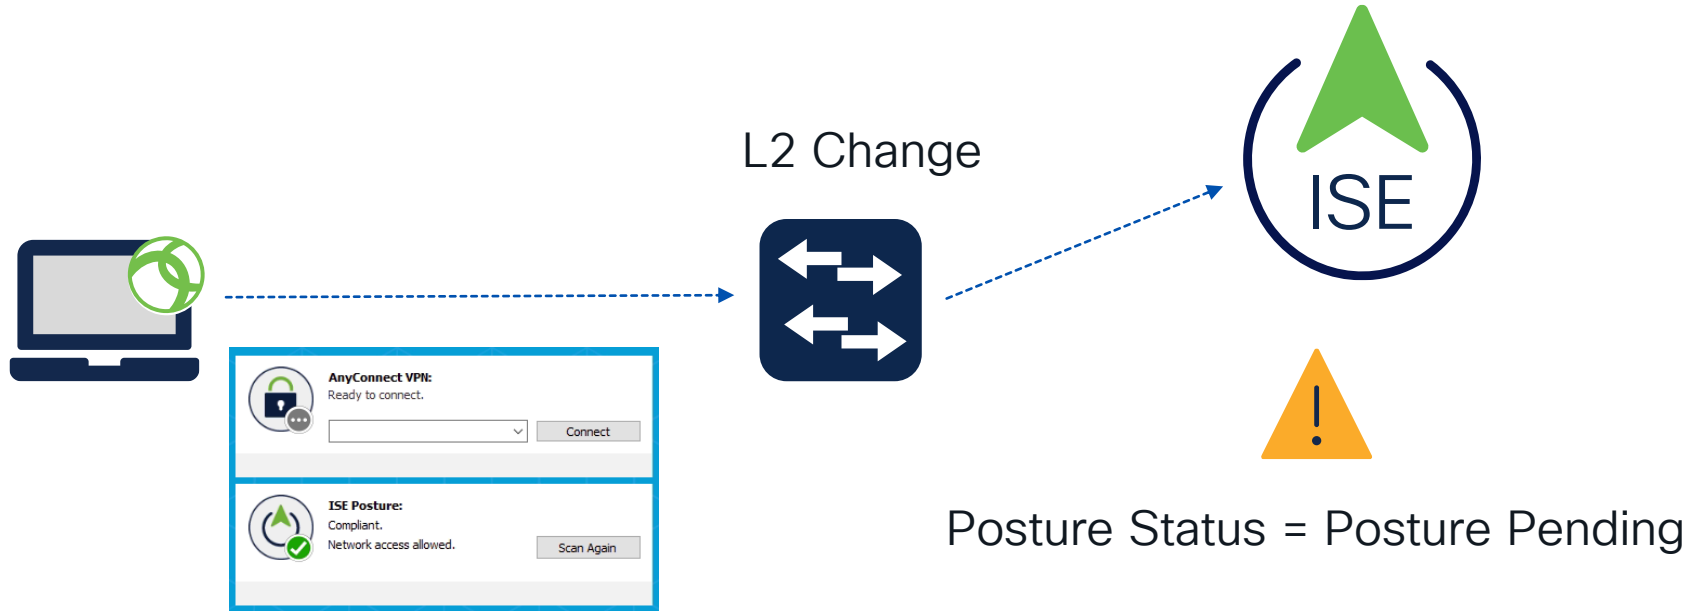 L2 Change
ISE
AnyConnect VPN:
Ready to connect.
Connect
ISE Posture:
Compliant.
Network access allowed.
Scan Again
Posture Status = Posture Pending